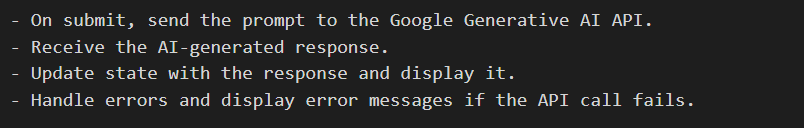 - On submit, send the prompt to the Google Generative AI API.
- Receive the AI-generated response.
- Update state with the response and display it.
- Handle errors and display error messages if the API call fails.